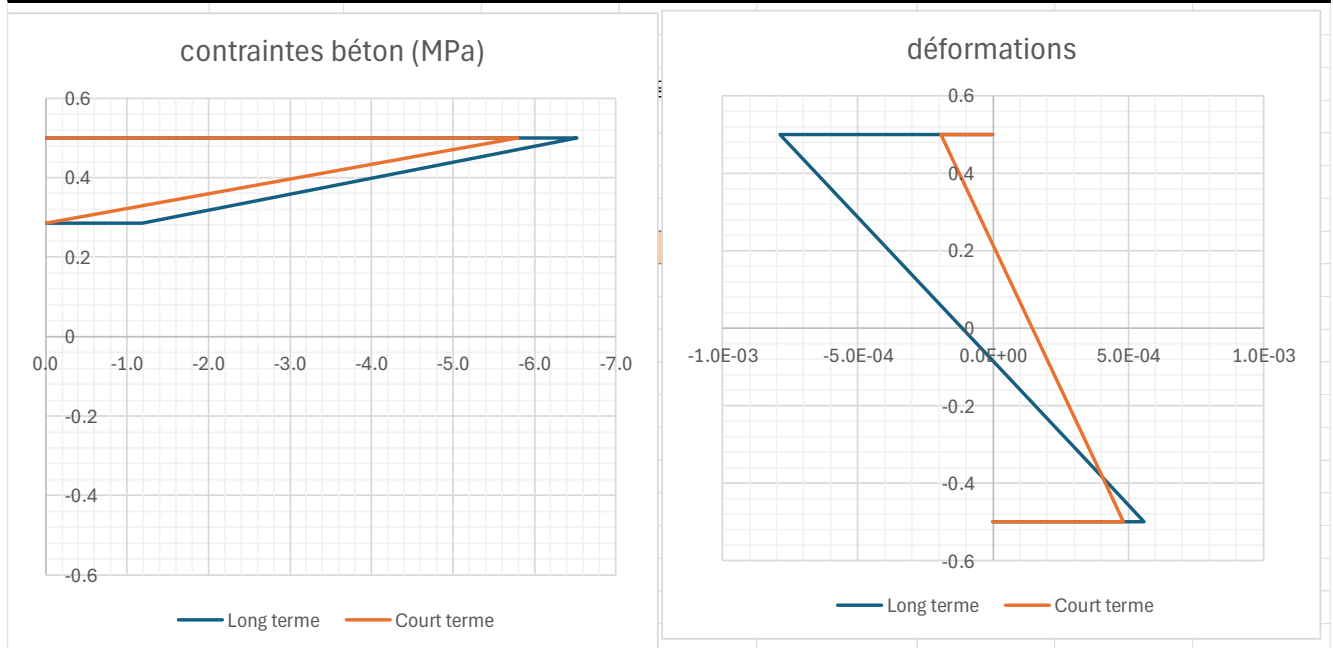 contraintes béton (MPa)
0.6
0.4
0.2
0
0.0 -1.0 -2.0 -3.0 -4.0 -5.0 -6.0 -7.0
-0.2
-0.4
-0.6
Long terme Court terme
déformations
0.6
0.4
0.2
0
-1.0E-03 -5.0E-04 0.0E+00 5.0E-04 1.0E-03
-0.2
-0.4
-0.6
Long terme Court terme